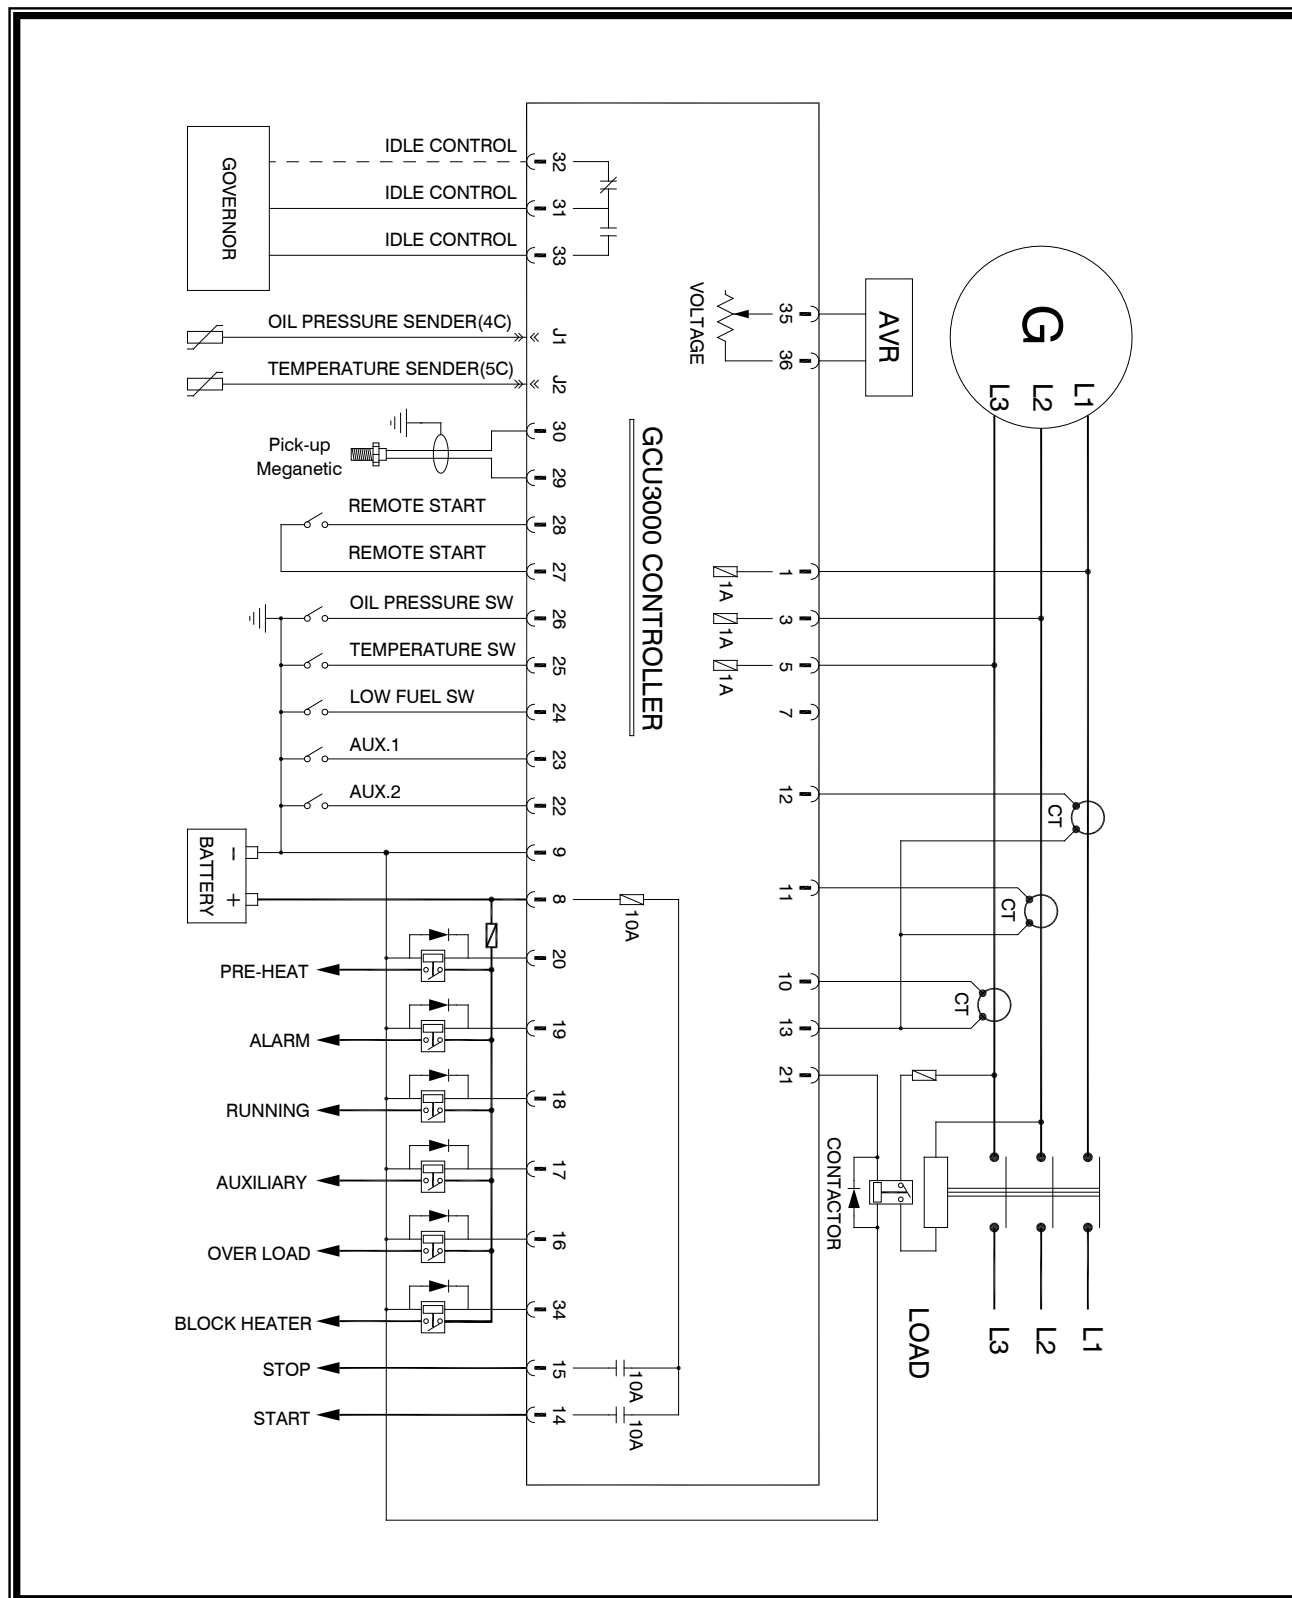 IDLE CONTROL
32
IDLE CONTROL
31
IDLE CONTROL
33
GOVERNOR
OIL PRESSURE SENDER(4C)
J1
TEMPERATURE SENDER(5C)
J2
30
Pick-up
Meganetic
29
REMOTE START
28
REMOTE START
27
OIL PRESSURE SW
26
TEMPERATURE SW
25
LOW FUEL SW
24
AUX.1
23
AUX.2
22
BATTERY
−
+
9
8
10A
20
PRE-HEAT
19
ALARM
18
RUNNING
17
AUXILIARY
16
OVER LOAD
34
BLOCK HEATER
STOP
15
10A
START
14
10A
GCU3000 CONTROLLER
VOLTAGE
35
36
AVR
G
L3
L2
L1
1
1A
3
1A
5
1A
7
12
CT
11
CT
10
CT
13
21
CONTACTOR
LOAD
L3
L2
L1